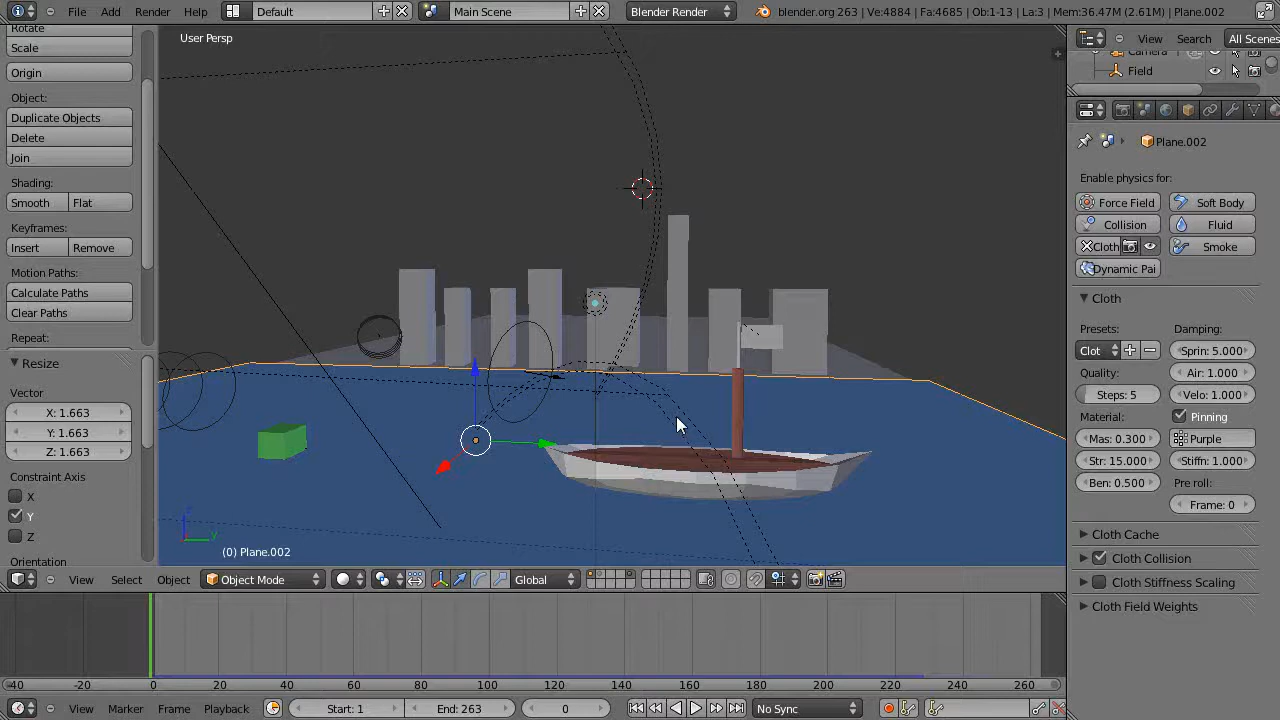 File Add Render Help Default Main Scene Blender Render blender.org 263 | Ve:4884 | Fa:4685 | Ob:1-13 | La:3 | Mem:36.47M (2.61M) | Plane.002
Rotate
Scale
Origin
Object:
Duplicate Objects
Delete
Join
Shading:
Smooth Flat
Keyframes:
Insert Remove
Motion Paths:
Calculate Paths
Clear Paths
Repeat:
Resize
Vector
X: 1.663
Y: 1.663
Z: 1.663
Constraint Axis
X
Y
Z
Orientation
User Persp
(0) Plane.002
View Select Object Object Mode Global
View Search All Scenes
Camera
Field
Plane.002
Enable physics for:
Force Field Soft Body
Collision Fluid
Cloth Smoke
Dynamic Pai
Cloth
Presets: Damping:
Clot Sprin: 5.000
Quality: Air: 1.000
Steps: 5 Velo: 1.000
Material: Pinning
Mas: 0.300 Purple
Str: 15.000 Stiffn: 1.000
Ben: 0.500 Pre roll:
Frame: 0
Cloth Cache
Cloth Collision
Cloth Stiffness Scaling
Cloth Field Weights
-40 -20 0 20 40 60 80 100 120 140 160 180 200 220 240 260
View Marker Frame Playback Start: 1 End: 263 0 No Sync